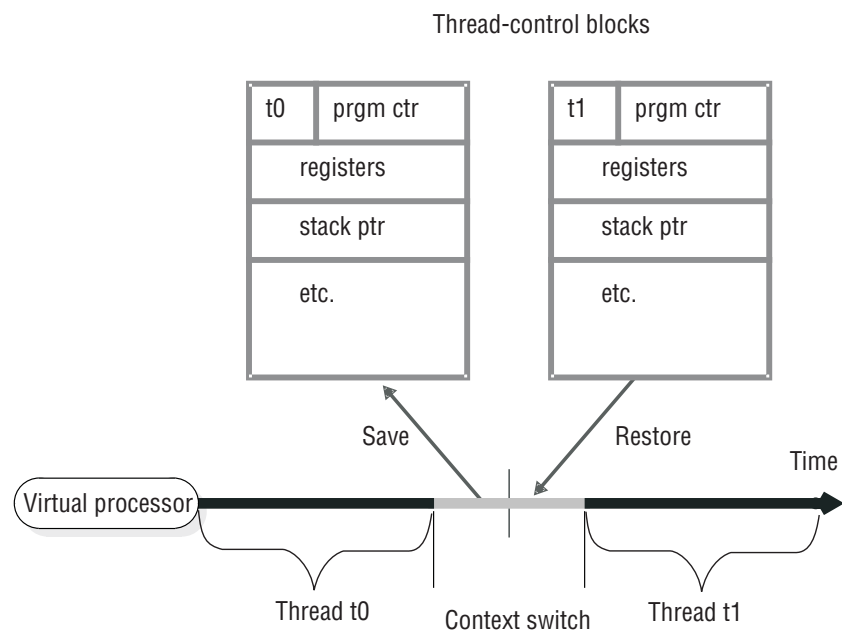 Thread-control blocks
t0 prgm ctr
registers
stack ptr
etc.
t1 prgm ctr
registers
stack ptr
etc.
Save
Restore
Time
Virtual processor
Thread t0
Context switch
Thread t1